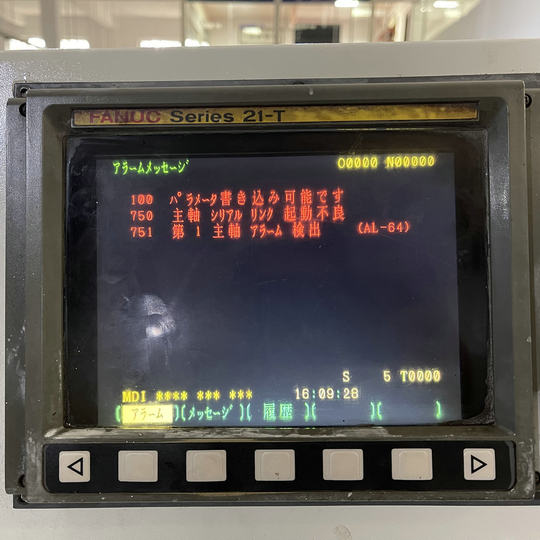 FANUC Series 21-T
アラームメッセージ O0000 N00000
100 パラメータ書き込み可能です
750 主軸 シリアル リンク 起動不良
751 第 1 主軸 アラーム 検出 (AL-64)
S 5 T0000
MDI **** *** ***  16:09:28
( アラーム )(メッセージ)( 履歴 )( )( )